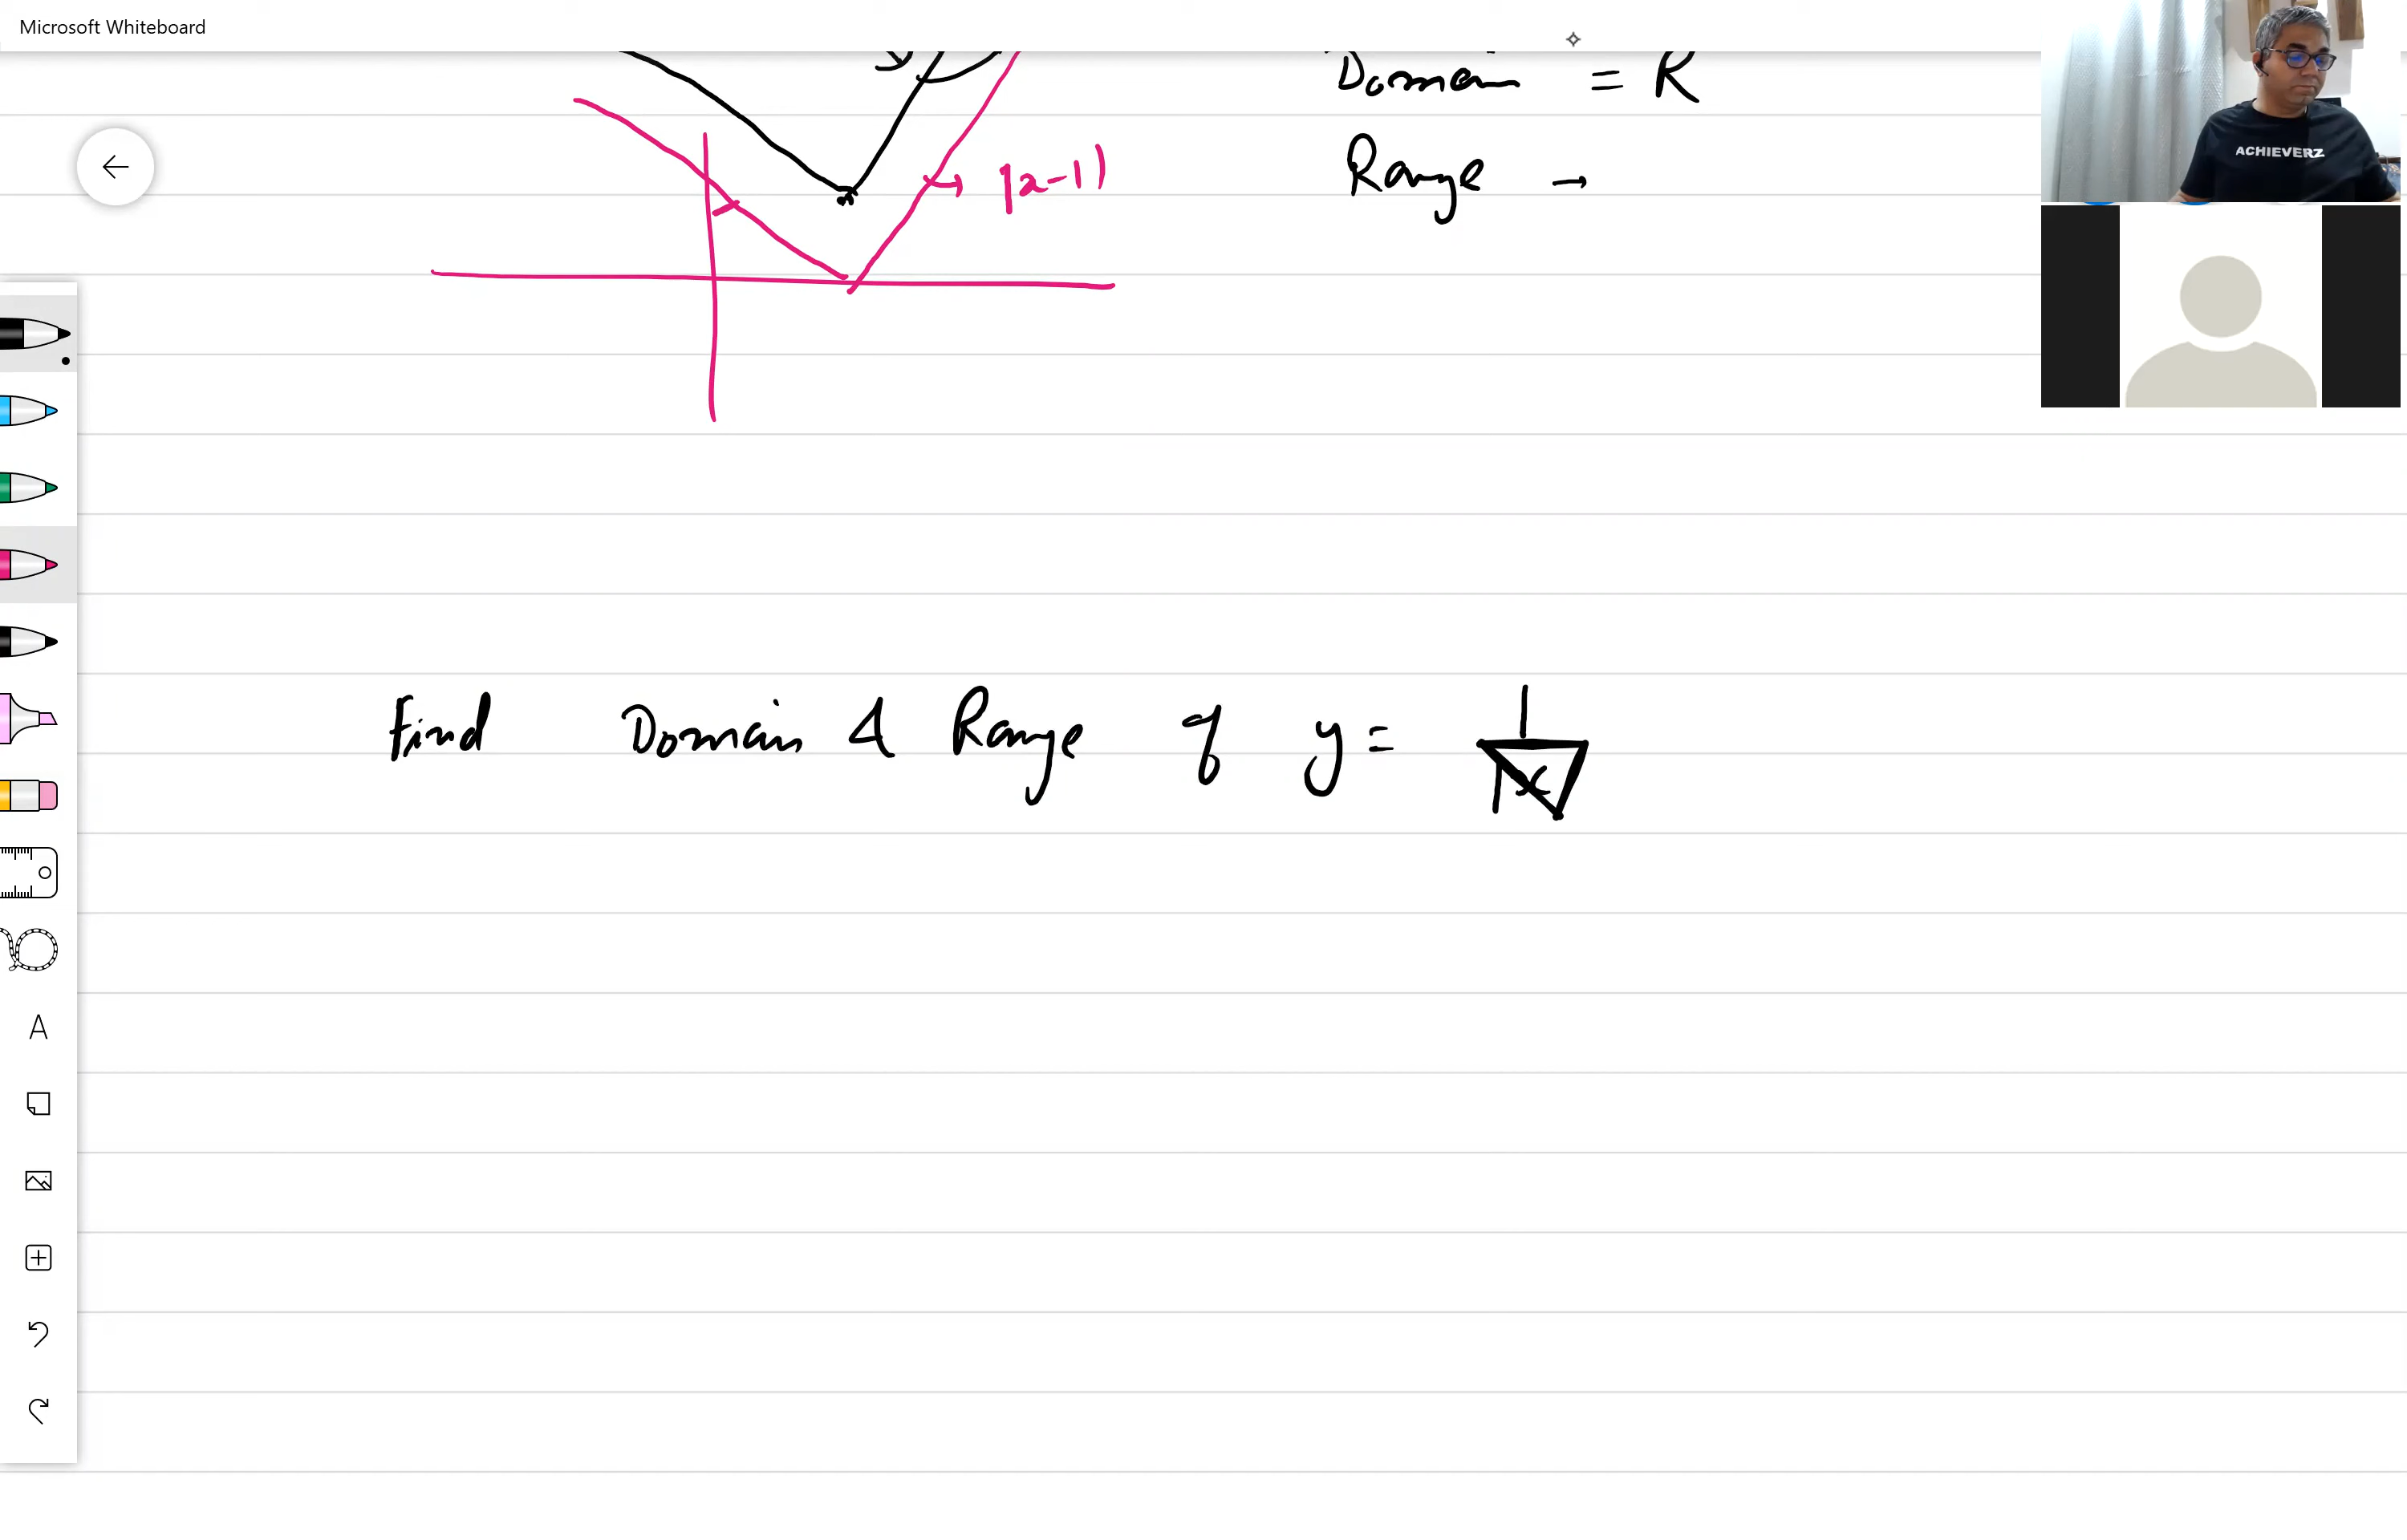 Microsoft Whiteboard
Domain = R
|x-1|
Range →
ACHIEVERZ
Find Domain & Range of y = 1/|x
A